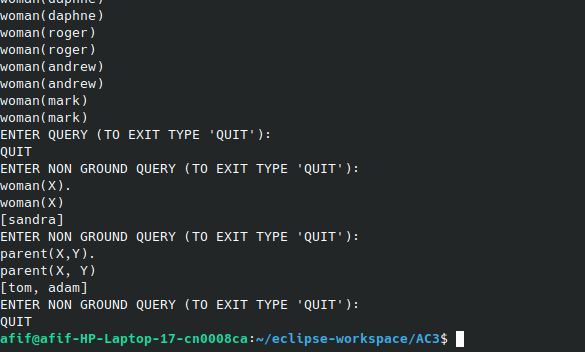 woman(daphne)
woman(daphne)
woman(roger)
woman(roger)
woman(andrew)
woman(andrew)
woman(mark)
woman(mark)
ENTER QUERY (TO EXIT TYPE 'QUIT'):
QUIT
ENTER NON GROUND QUERY (TO EXIT TYPE 'QUIT'):
woman(X).
woman(X)
[sandra]
ENTER NON GROUND QUERY (TO EXIT TYPE 'QUIT'):
parent(X,Y).
parent(X, Y)
[tom, adam]
ENTER NON GROUND QUERY (TO EXIT TYPE 'QUIT'):
QUIT
afif@afif-HP-Laptop-17-cn0008ca:~/eclipse-workspace/AC3$